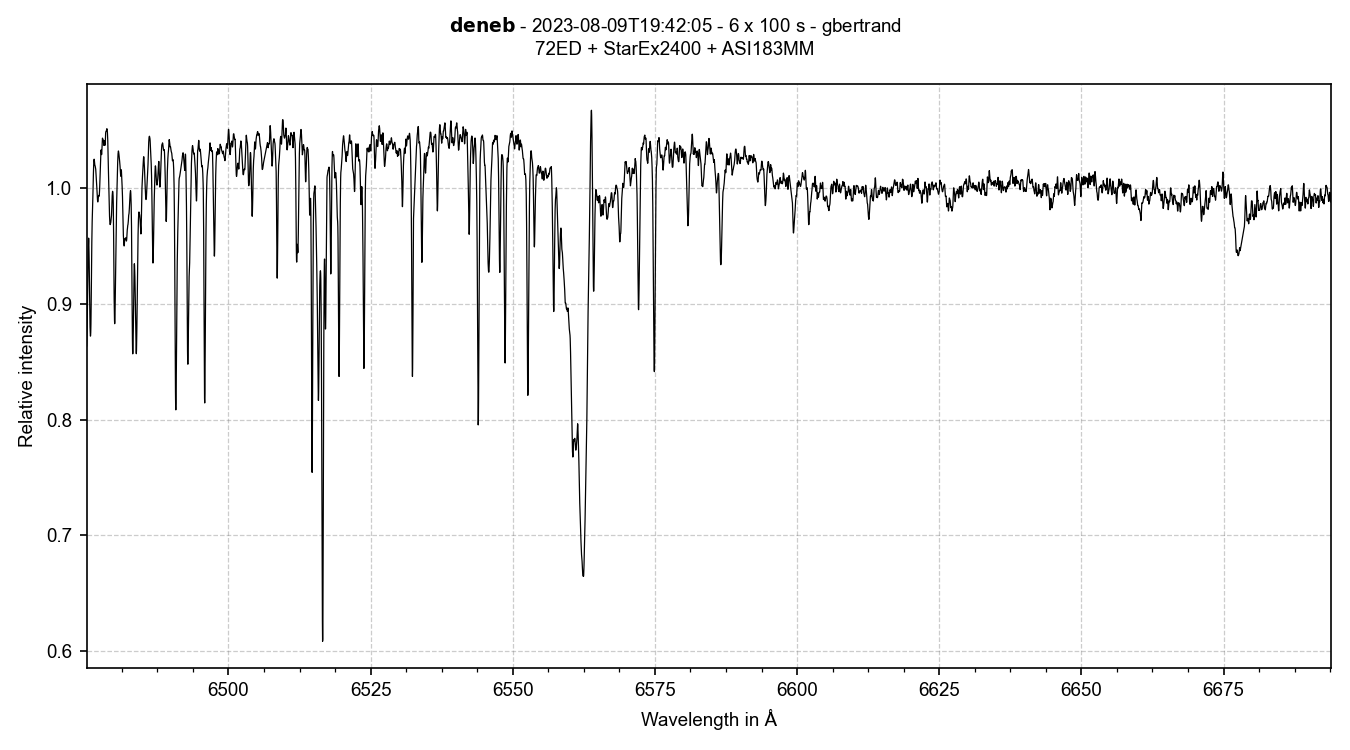 deneb - 2023-08-09T19:42:05 - 6 x 100 s - gbertrand
72ED + StarEx2400 + ASI183MM
Relative intensity
1.0
0.9
0.8
0.7
0.6
6500 6525 6550 6575 6600 6625 6650 6675
Wavelength in Å